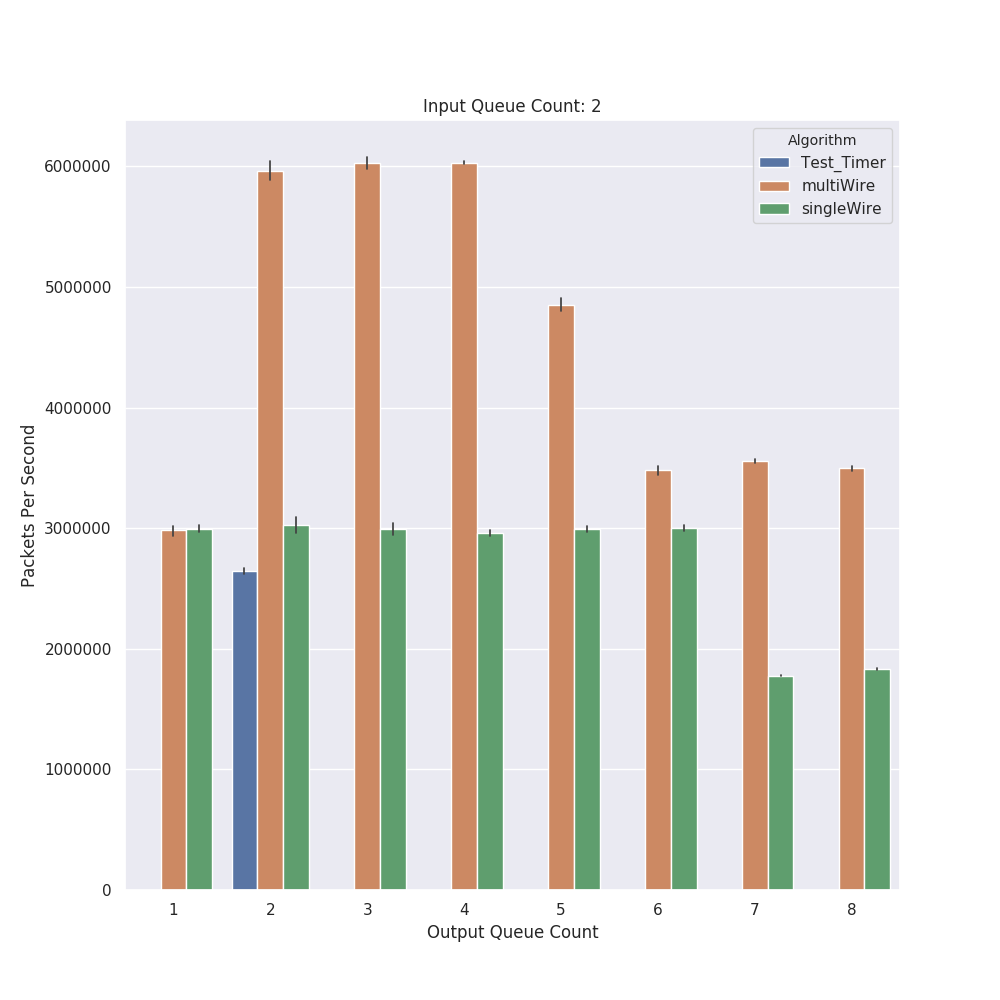 Input Queue Count: 2
Algorithm
Test_Timer
multiWire
singleWire
6000000
5000000
4000000
3000000
2000000
1000000
0
Packets Per Second
1 2 3 4 5 6 7 8
Output Queue Count